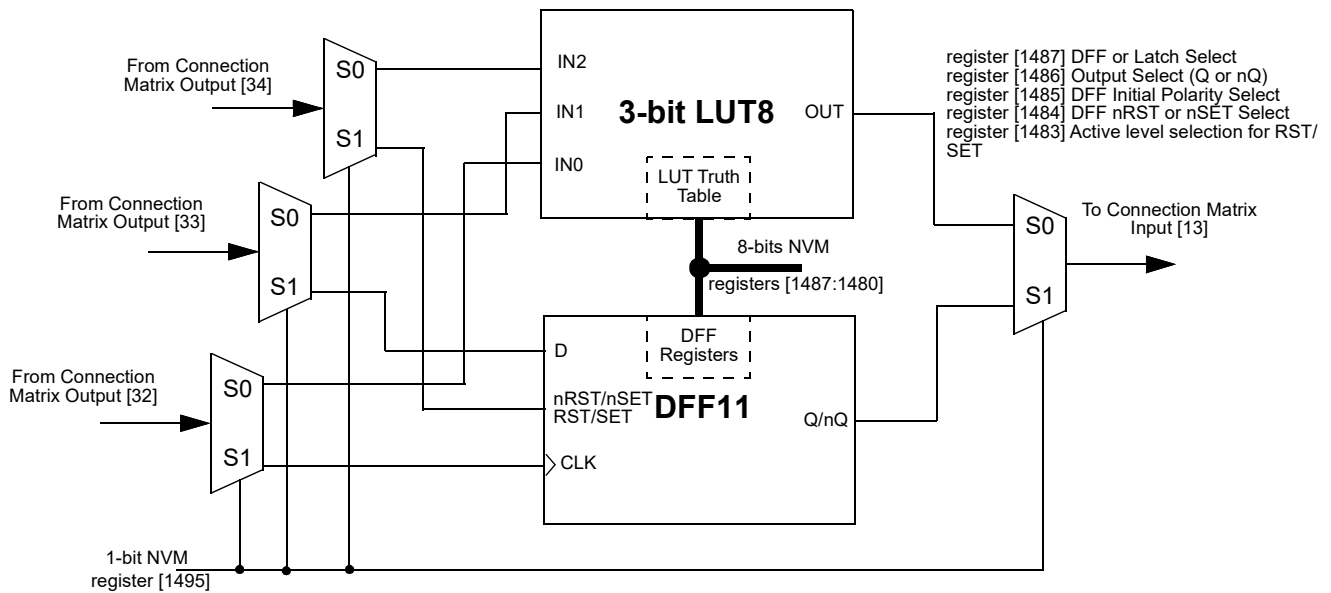 From Connection
Matrix Output [34]
S0
S1
From Connection
Matrix Output [33]
S0
S1
From Connection
Matrix Output [32]
S0
S1
1-bit NVM
register [1495]
IN2
IN1
IN0
3-bit LUT8
OUT
LUT Truth
Table
8-bits NVM
registers [1487:1480]
DFF
Registers
D
nRST/nSET
RST/SET
DFF11
Q/nQ
CLK
register [1487] DFF or Latch Select
register [1486] Output Select (Q or nQ)
register [1485] DFF Initial Polarity Select
register [1484] DFF nRST or nSET Select
register [1483] Active level selection for RST/
SET
S0
S1
To Connection Matrix
Input [13]